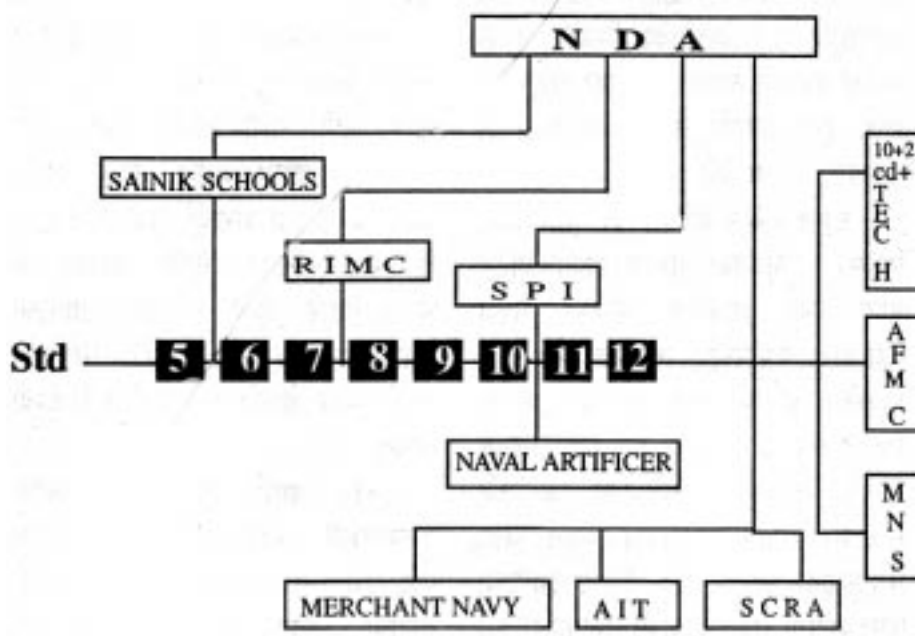 N D A
SAINIK SCHOOLS
10+2
cd+
T
E
C
H
R I M C
S P I
Std 5 6 7 8 9 10 11 12
A
F
M
C
NAVAL ARTIFICER
M
N
S
MERCHANT NAVY
A I T
S C R A